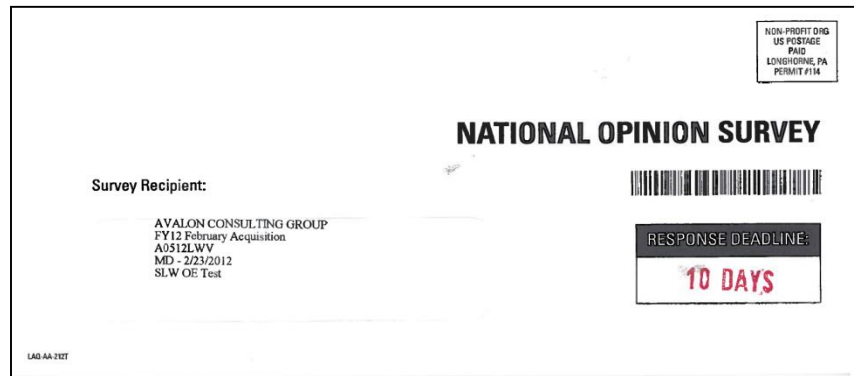 NON-PROFIT ORG
US POSTAGE
PAID
LONGHORNE, PA
PERMIT #114
NATIONAL OPINION SURVEY
Survey Recipient:
AVALON CONSULTING GROUP
FY12 February Acquisition
A0512LWV
MD - 2/23/2012
SLW OE Test
RESPONSE DEADLINE:
10 DAYS
LAQ-AA-212T